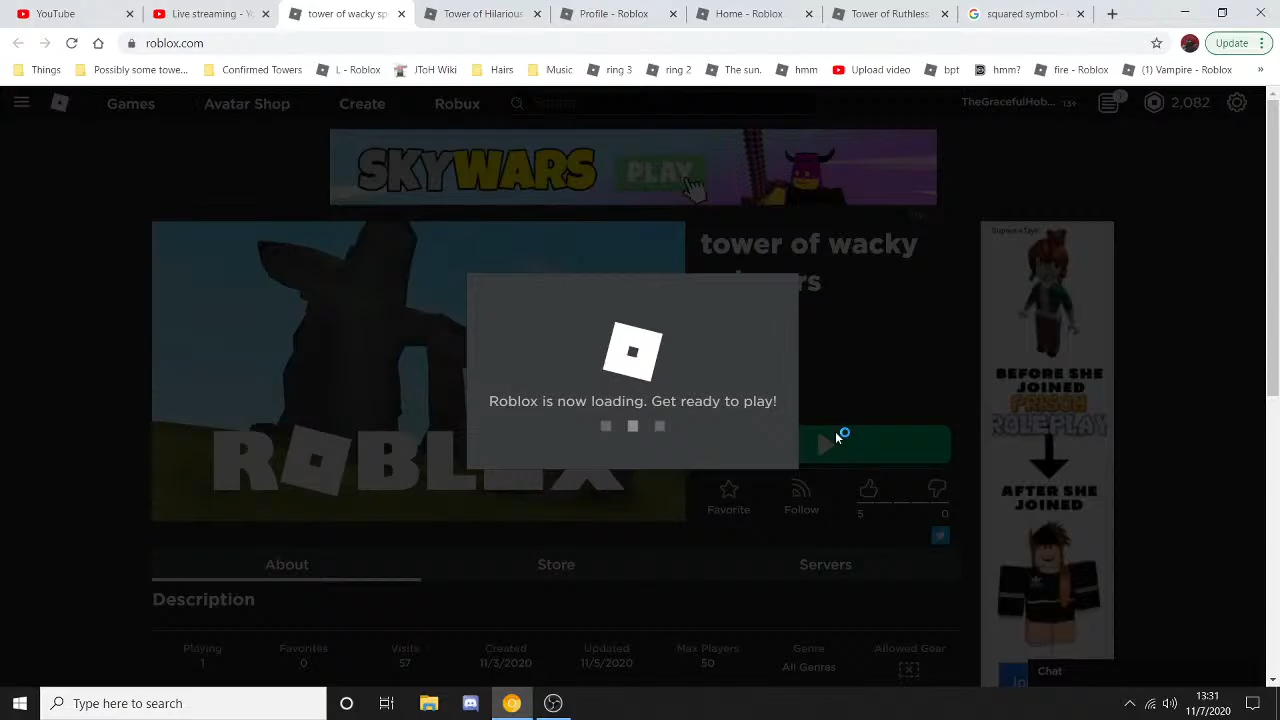 YouTube
Live streaming - Y
tower of wacky sp
Tower of Hilarous
Profile - Roblox
Home - Roblox
Tower of Ruthless
squared symbol -
roblox.com
Update
Things
Possibly more towe...
Confirmed Towers
L - Roblox
JToH WIki
Hairs
Music
ring 3
ring 2
The sun.
hmm
Upload video
bpt
hmm?
fire - Roblox
(1) Vampire - Roblox
Games
Avatar Shop
Create
Robux
Search
TheGracefulHob...
13+
2,082
SKYWARS
PLAY
tower of wacky
rs
Roblox is now loading. Get ready to play!
ROBLOX
BEFORE SHE
JOINED
PRISON
ROLEPLAY
AFTER SHE
JOINED
Favorite
Follow
5
0
About
Store
Servers
Description
Playing
1
Favorites
0
Visits
57
Created
11/3/2020
Updated
11/5/2020
Max Players
50
Genre
All Genres
Allowed Gear
Chat
Type here to search
13:31
11/7/2020